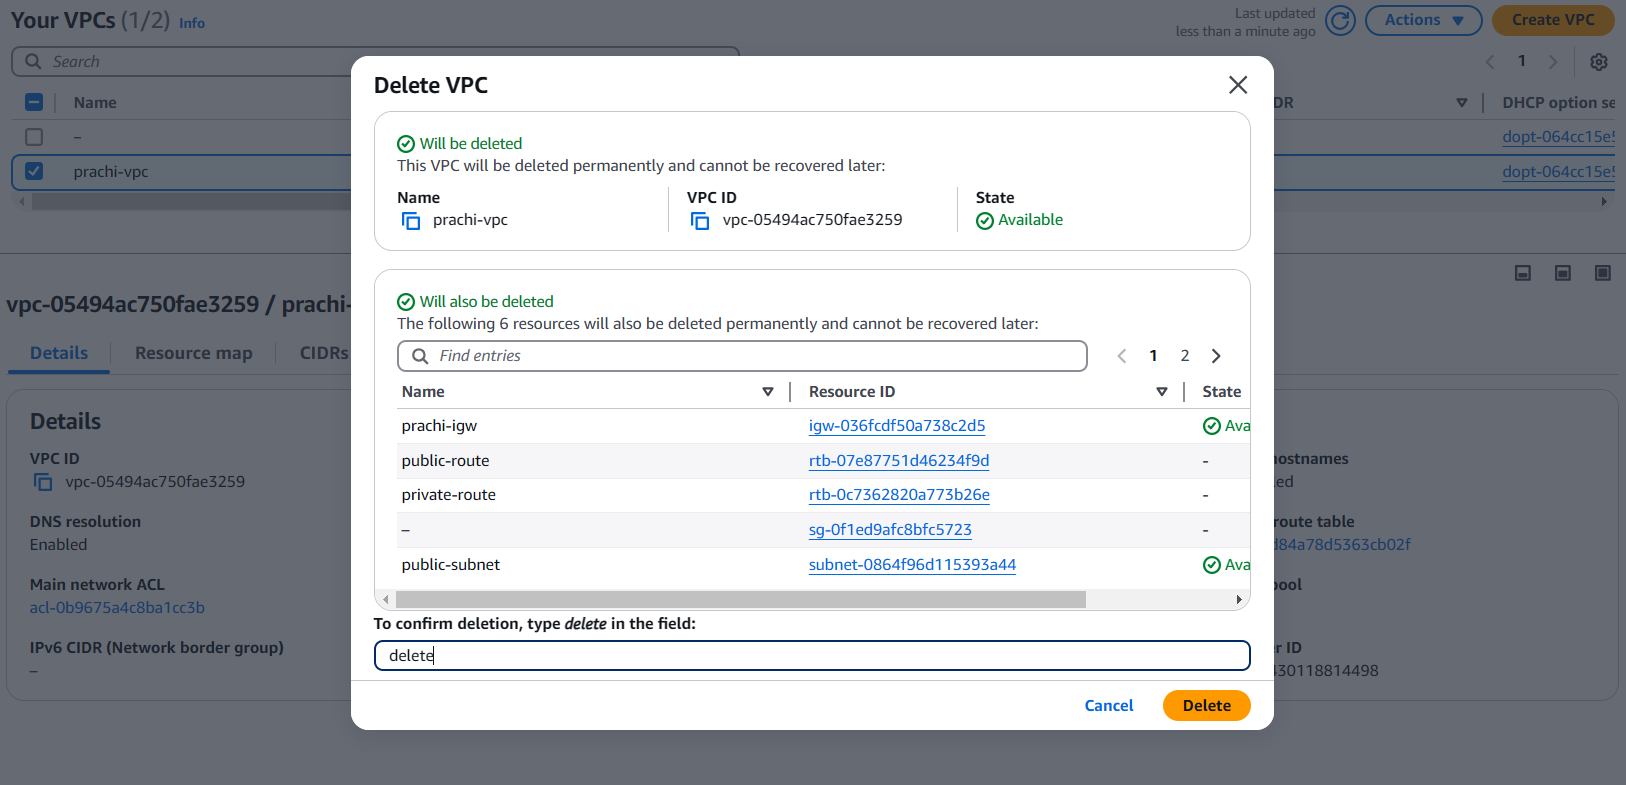 Your VPCs (1/2) Info
Last updated
less than a minute ago
Actions
Create VPC
Search
1
Name
DR
DHCP option se
–
dopt-064cc15e5
prachi-vpc
dopt-064cc15e5
Delete VPC
Will be deleted
This VPC will be deleted permanently and cannot be recovered later:
Name
VPC ID
State
prachi-vpc
vpc-05494ac750fae3259
Available
Will also be deleted
The following 6 resources will also be deleted permanently and cannot be recovered later:
Find entries
1 2
Name
Resource ID
State
prachi-igw
igw-036fcdf50a738c2d5
Ava
public-route
rtb-07e87751d46234f9d
-
private-route
rtb-0c7362820a773b26e
-
–
sg-0f1ed9afc8bfc5723
-
public-subnet
subnet-0864f96d115393a44
Ava
To confirm deletion, type delete in the field:
delete
Cancel
Delete
vpc-05494ac750fae3259 / prachi-
Details
Resource map
CIDRs
Details
VPC ID
vpc-05494ac750fae3259
ostnames
ed
DNS resolution
Enabled
route table
d84a78d5363cb02f
Main network ACL
acl-0b9675a4c8ba1cc3b
pool
IPv6 CIDR (Network border group)
–
r ID
430118814498